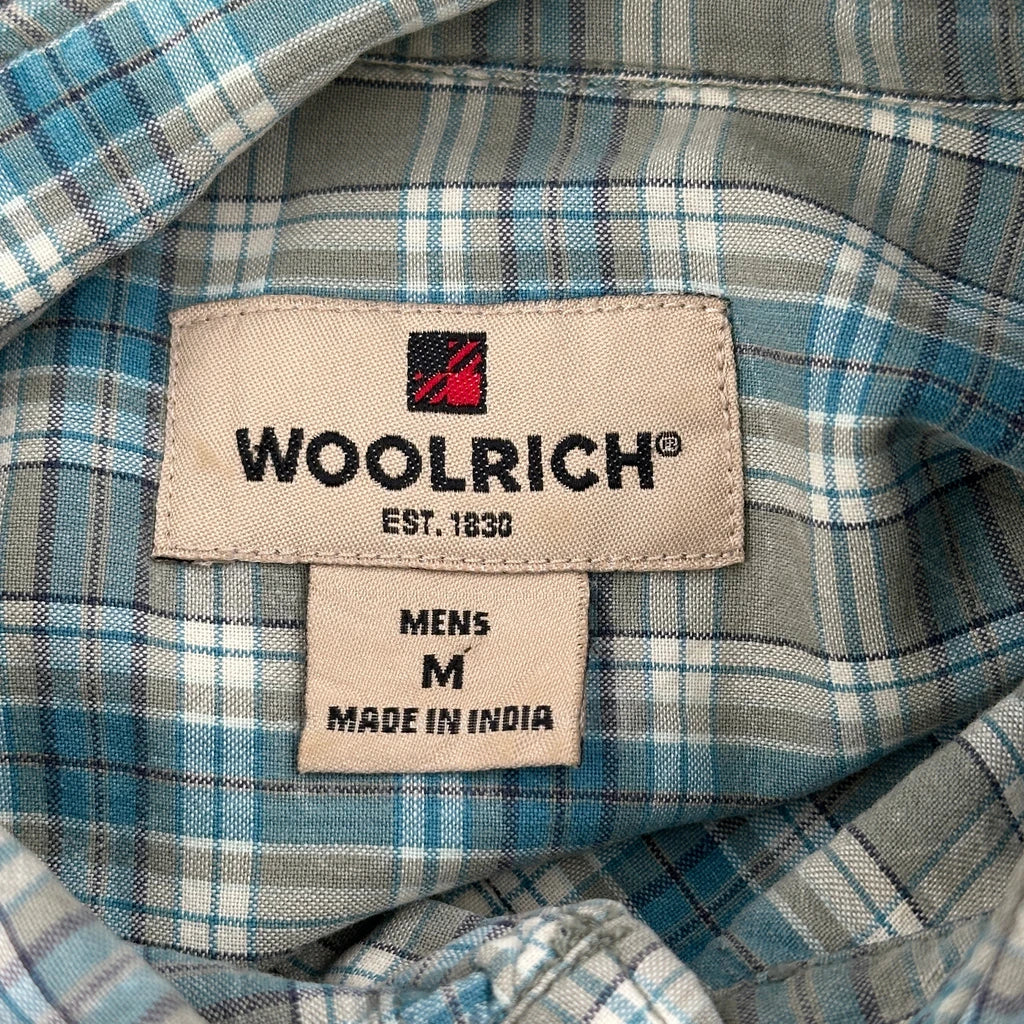 WOOLRICH®
EST. 1830
MENS
M
MADE IN INDIA